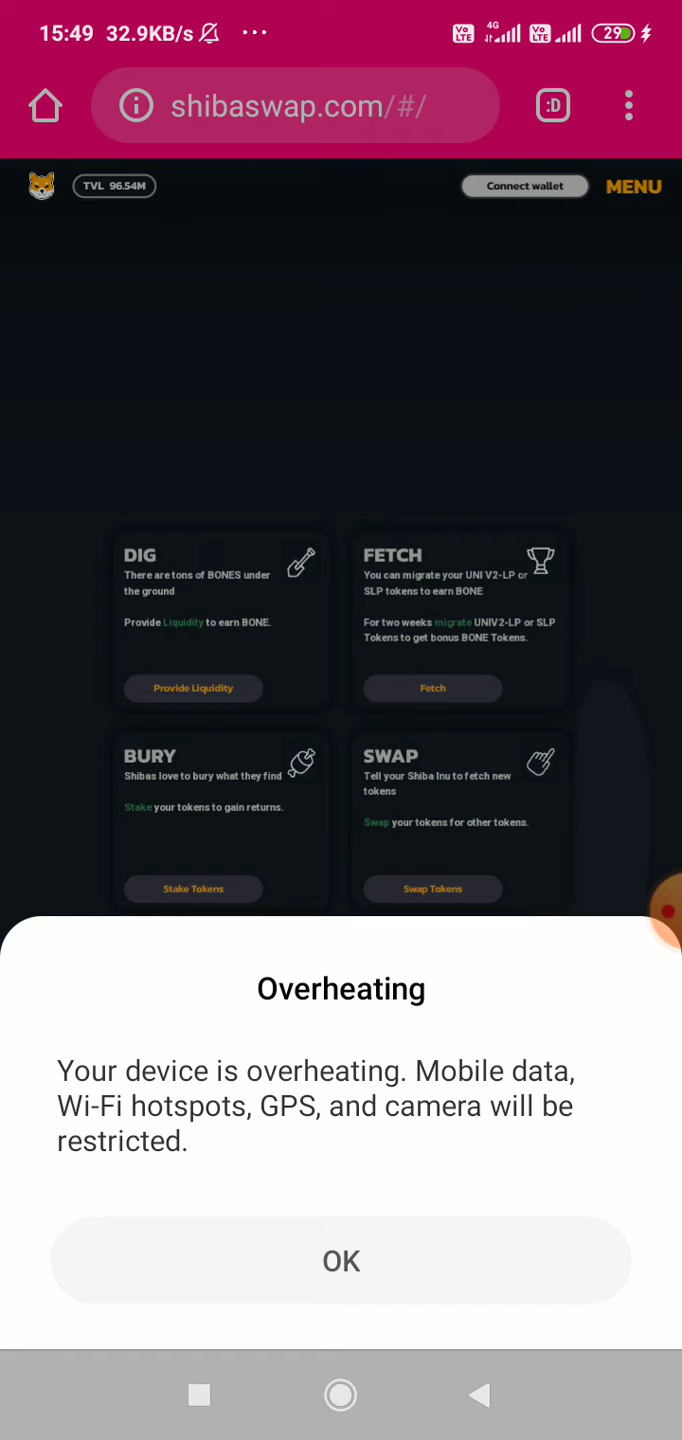 15:49 32.9KB/s ... Vo LTE 4G Vo LTE 29
shibaswap.com/#/ :D
TVL 96.54M Connect wallet MENU
DIG
There are tons of BONES under
the ground
Provide Liquidity to earn BONE.
Provide Liquidity
FETCH
You can migrate your UNI V2-LP or
SLP tokens to earn BONE
For two weeks migrate UNIV2-LP or SLP
Tokens to get bonus BONE Tokens.
Fetch
BURY
Shibas love to bury what they find
Stake your tokens to gain returns.
Stake Tokens
SWAP
Tell your Shiba Inu to fetch new
tokens
Swap your tokens for other tokens.
Swap Tokens
Overheating
Your device is overheating. Mobile data,
Wi-Fi hotspots, GPS, and camera will be
restricted.
OK